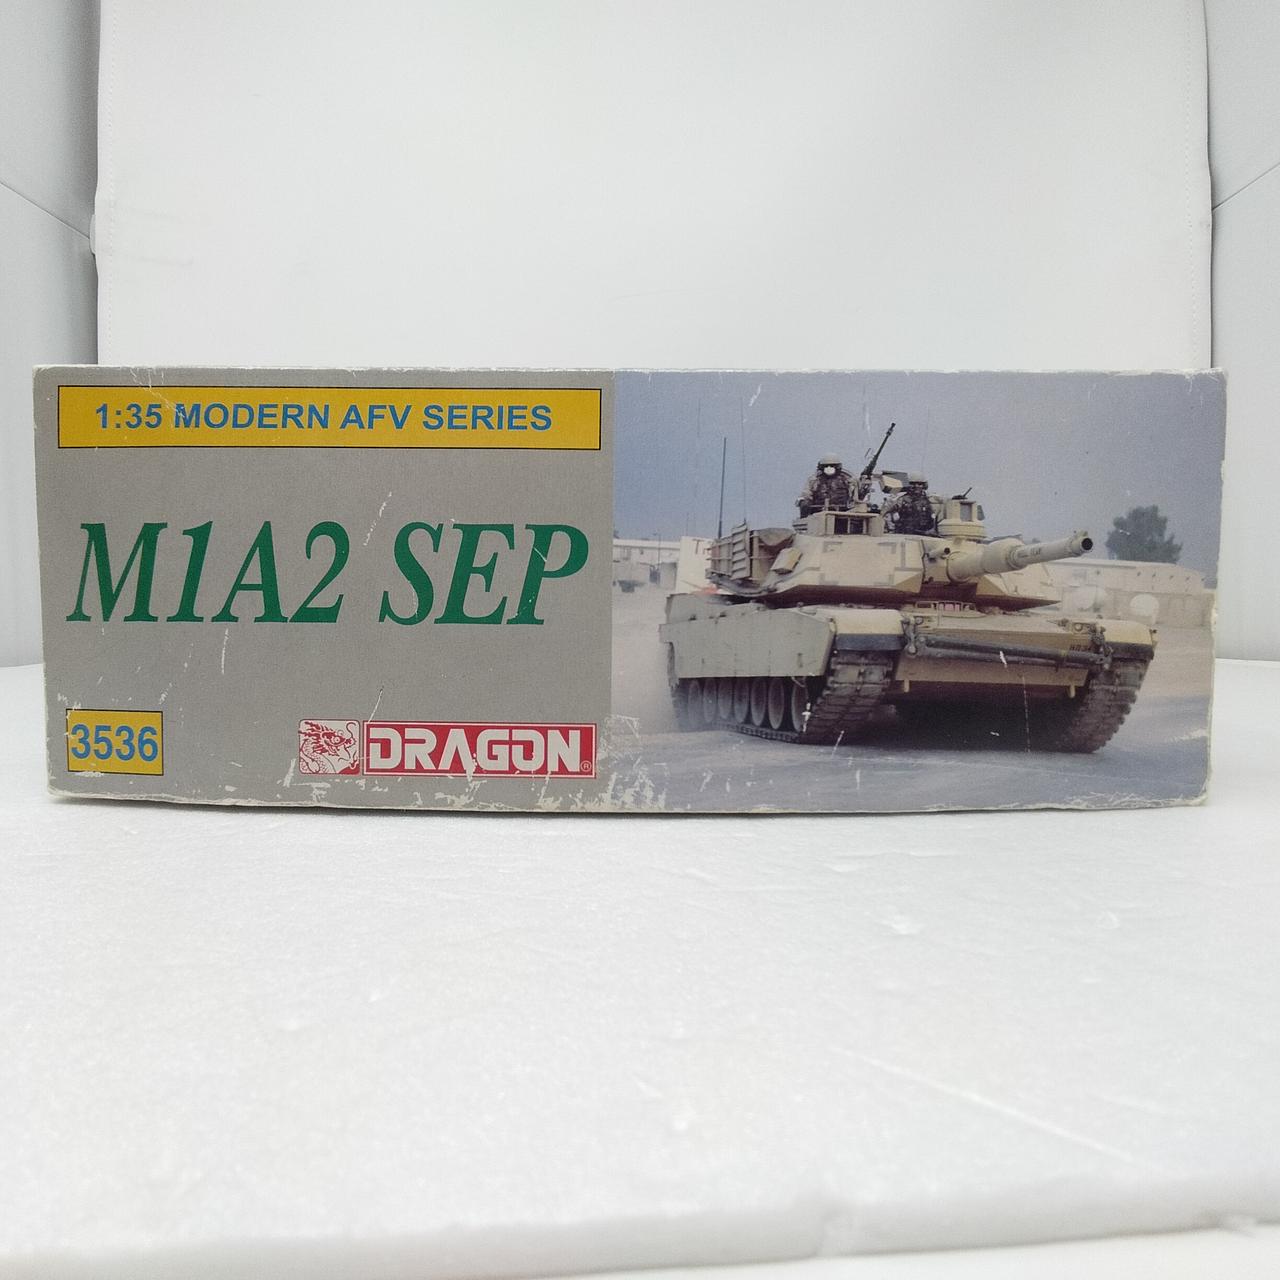 1:35 MODERN AFV SERIES
M1A2 SEP
3536
DRAGON®